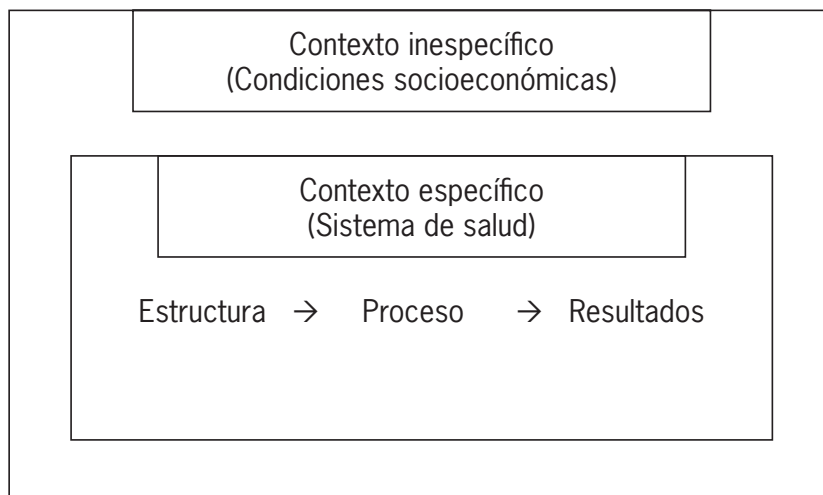 Contexto inespecífico
(Condiciones socioeconómicas)
Contexto específico
(Sistema de salud)
Estructura → Proceso → Resultados